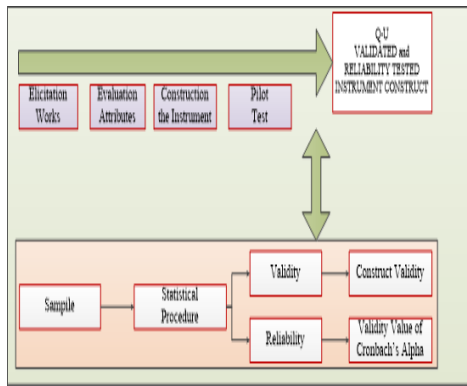 Q-U
VALIDATED and
RELIABILITY TESTED
INSTRUMENT CONSTRUCT
Elicitation
Works
Evaluation
Attributes
Construction
the Instrument
Pilot
Test
Sampile
Statistical
Procedure
Validity
Construct Validity
Reliability
Validity Value of
Cronbach's Alpha